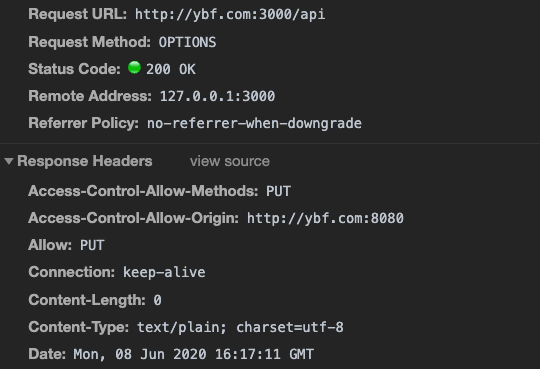 Request URL: http://ybf.com:3000/api
Request Method: OPTIONS
Status Code: 200 OK
Remote Address: 127.0.0.1:3000
Referrer Policy: no-referrer-when-downgrade
Response Headers view source
Access-Control-Allow-Methods: PUT
Access-Control-Allow-Origin: http://ybf.com:8080
Allow: PUT
Connection: keep-alive
Content-Length: 0
Content-Type: text/plain; charset=utf-8
Date: Mon, 08 Jun 2020 16:17:11 GMT